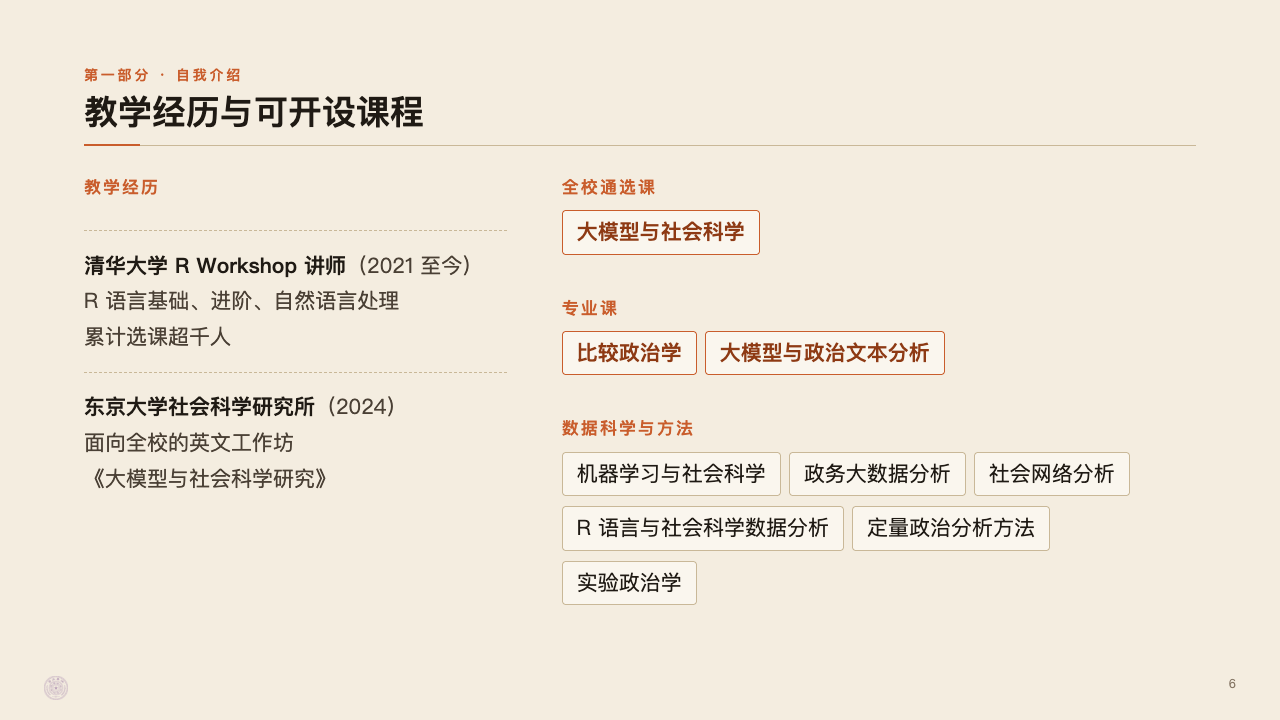 第一部分 · 自我介绍
教学经历与可开设课程
教学经历
清华大学 R Workshop 讲师（2021 至今）
R 语言基础、进阶、自然语言处理
累计选课超千人
东京大学社会科学研究所（2024）
面向全校的英文工作坊
《大模型与社会科学研究》
全校通选课
大模型与社会科学
专业课
比较政治学 大模型与政治文本分析
数据科学与方法
机器学习与社会科学 政务大数据分析 社会网络分析
R 语言与社会科学数据分析 定量政治分析方法
实验政治学
6